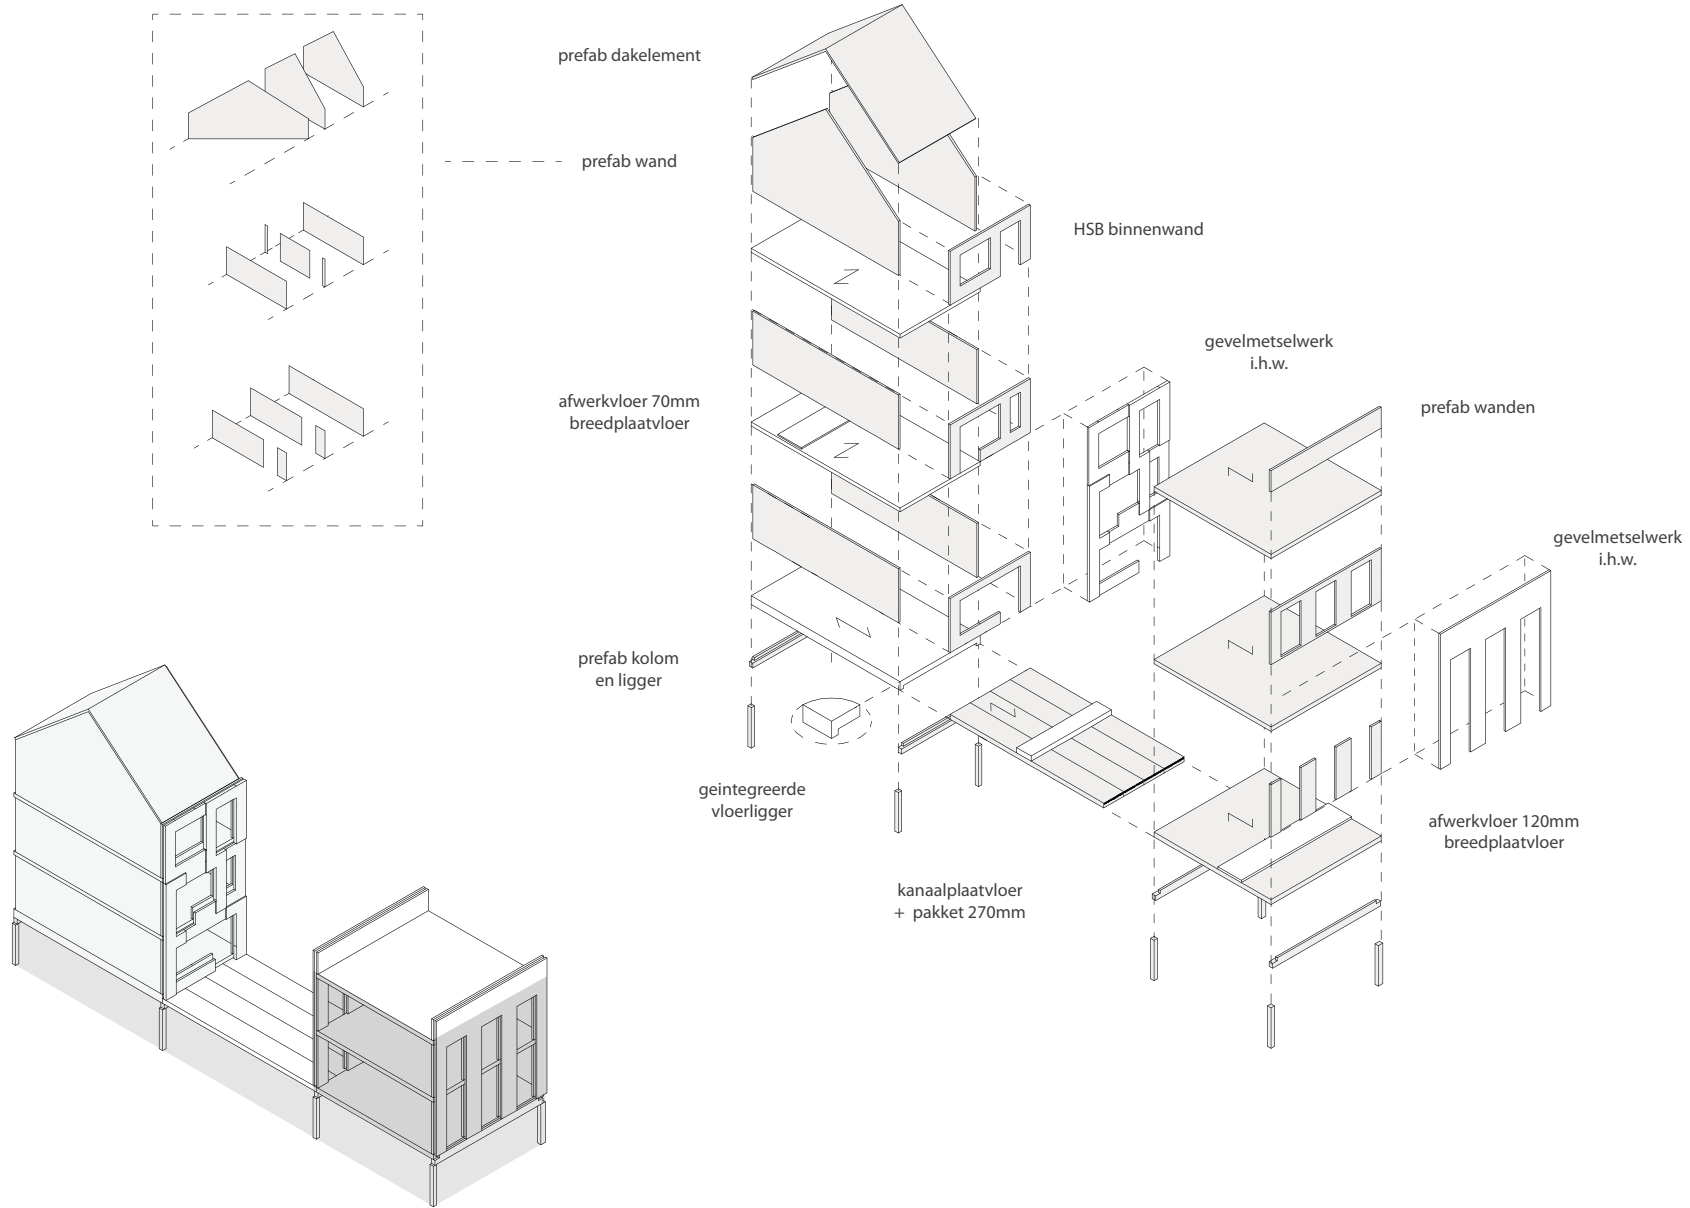 prefab dakelement
prefab wand
HSB binnenwand
gevelmetselwerk
i.h.w.
afwerkvloer 70mm
breedplaatvloer
prefab wanden
gevelmetselwerk
i.h.w.
prefab kolom
en ligger
geintegreerde
vloerligger
afwerkvloer 120mm
breedplaatvloer
kanaalplaatvloer
+ pakket 270mm